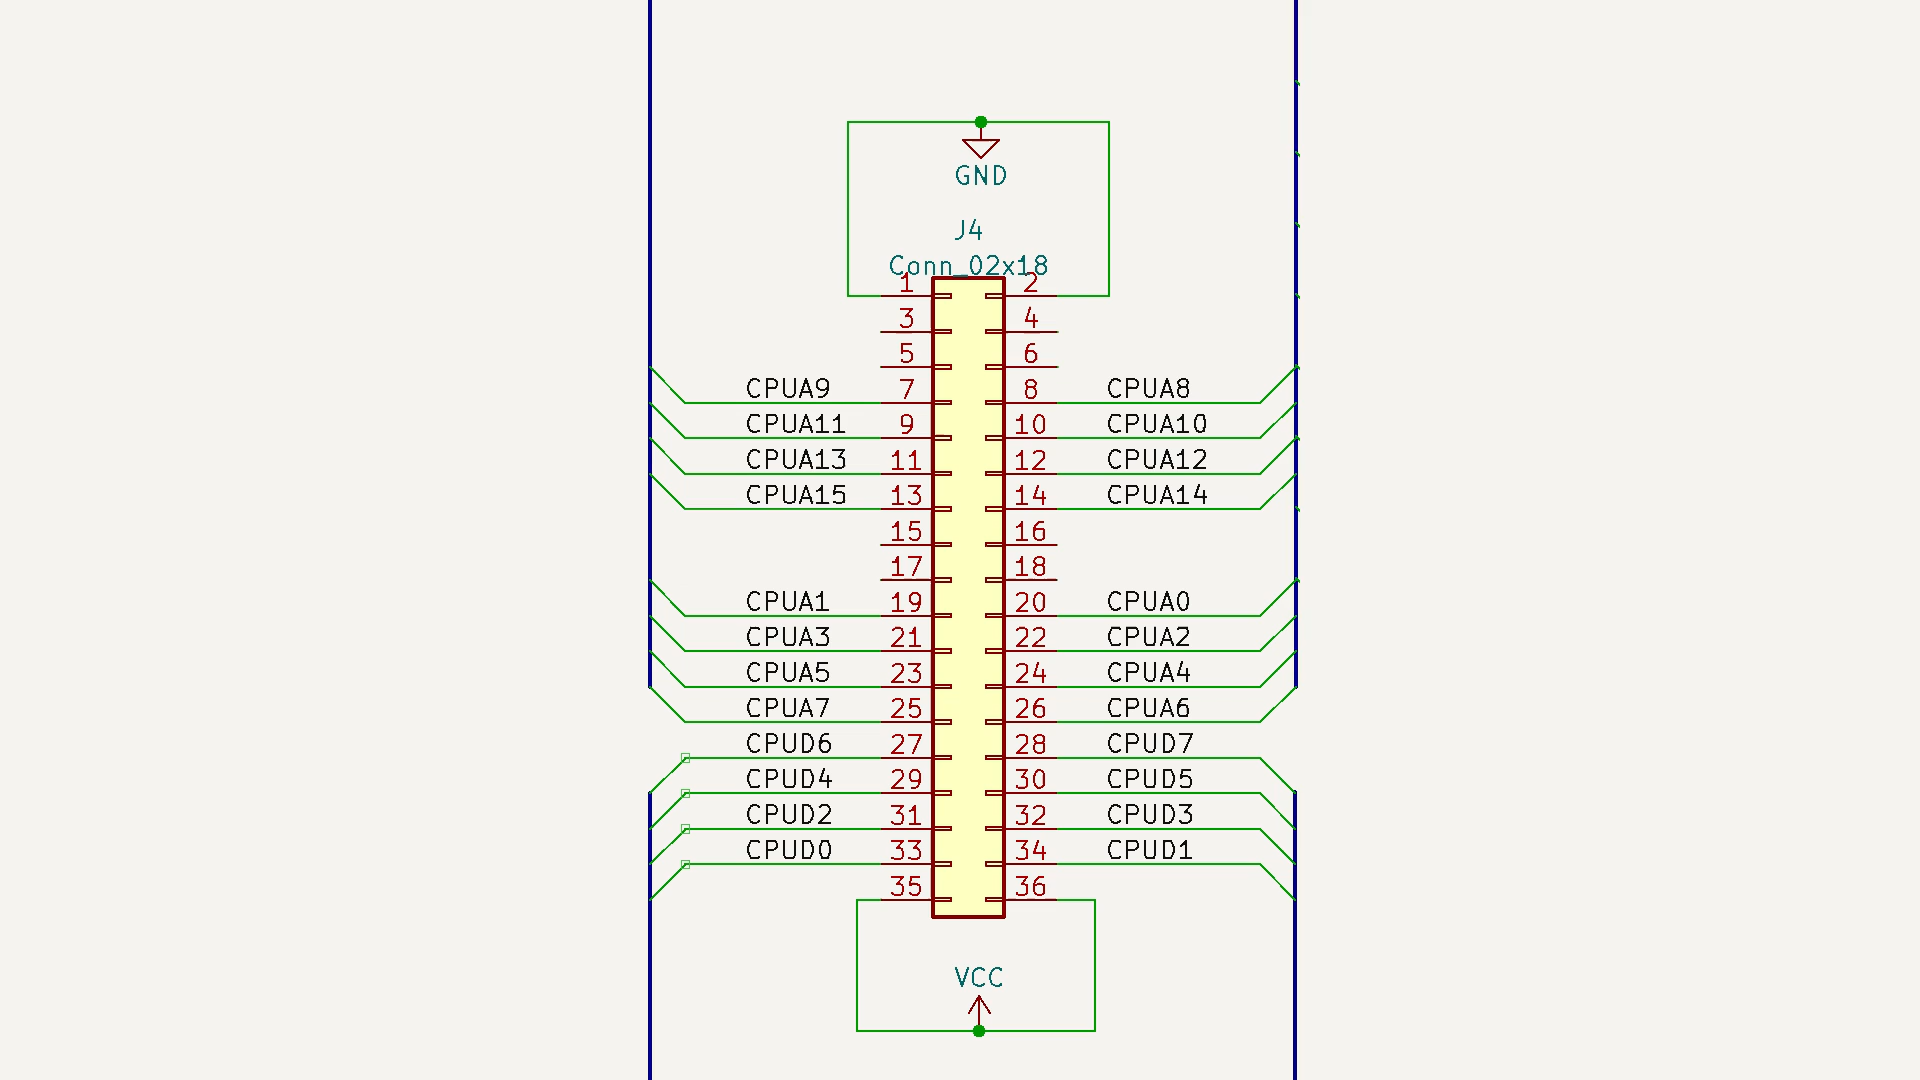 GND
J4
Conn_02x18
1 2
3 4
5 6
CPUA9 7 8 CPUA8
CPUA11 9 10 CPUA10
CPUA13 11 12 CPUA12
CPUA15 13 14 CPUA14
15 16
17 18
CPUA1 19 20 CPUA0
CPUA3 21 22 CPUA2
CPUA5 23 24 CPUA4
CPUA7 25 26 CPUA6
CPUD6 27 28 CPUD7
CPUD4 29 30 CPUD5
CPUD2 31 32 CPUD3
CPUD0 33 34 CPUD1
35 36
VCC